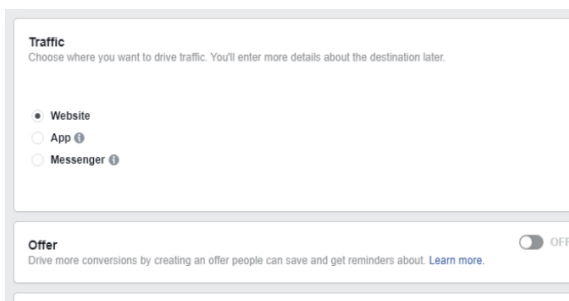 Traffic
Choose where you want to drive traffic. You'll enter more details about the destination later.
Website
App
Messenger
Offer
OFF
Drive more conversions by creating an offer people can save and get reminders about. Learn more.